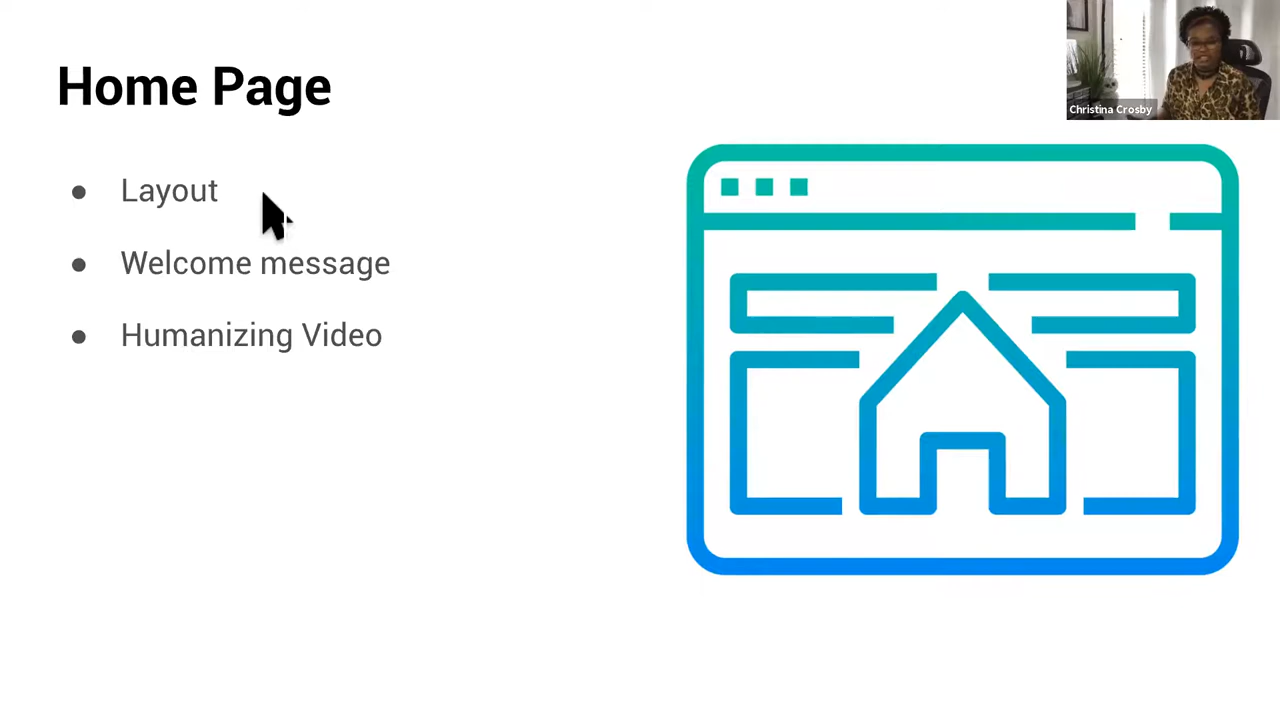 Home Page
Christina Crosby
● Layout
● Welcome message
● Humanizing Video